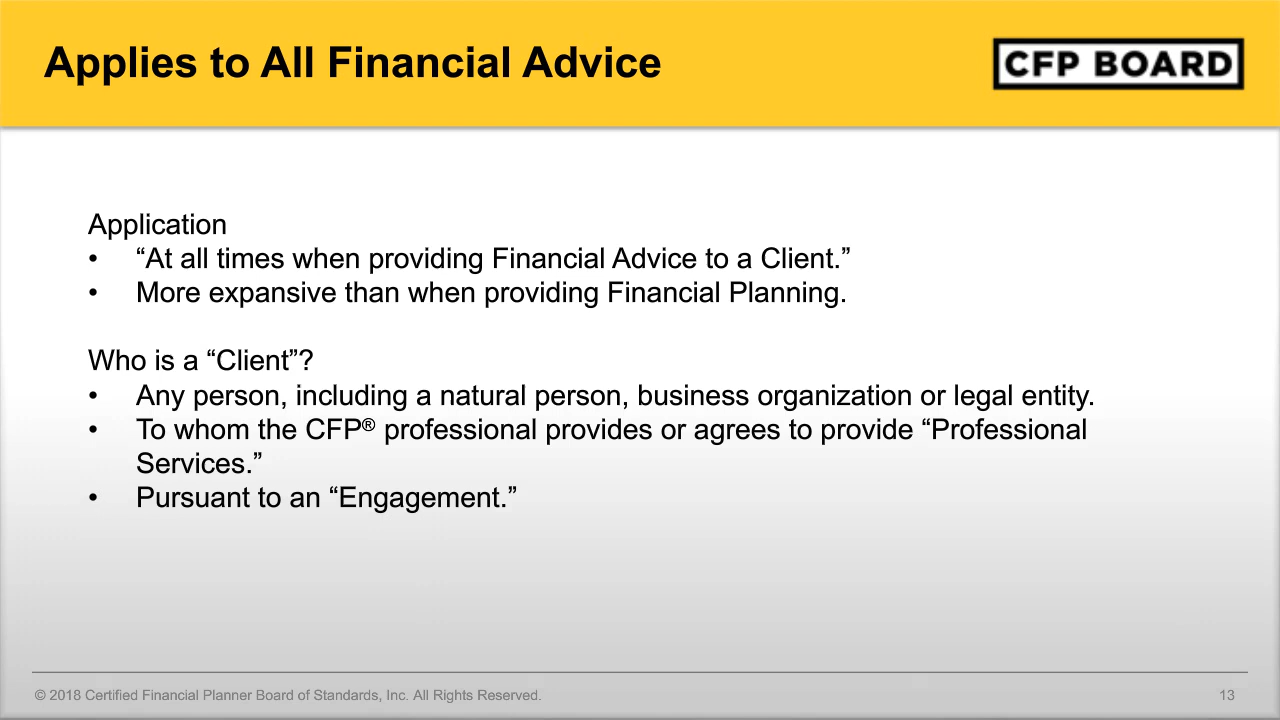 Applies to All Financial Advice
CFP BOARD
Application
• “At all times when providing Financial Advice to a Client.”
• More expansive than when providing Financial Planning.
Who is a “Client”?
• Any person, including a natural person, business organization or legal entity.
• To whom the CFP® professional provides or agrees to provide “Professional
Services.”
• Pursuant to an “Engagement.”
© 2018 Certified Financial Planner Board of Standards, Inc. All Rights Reserved.
13